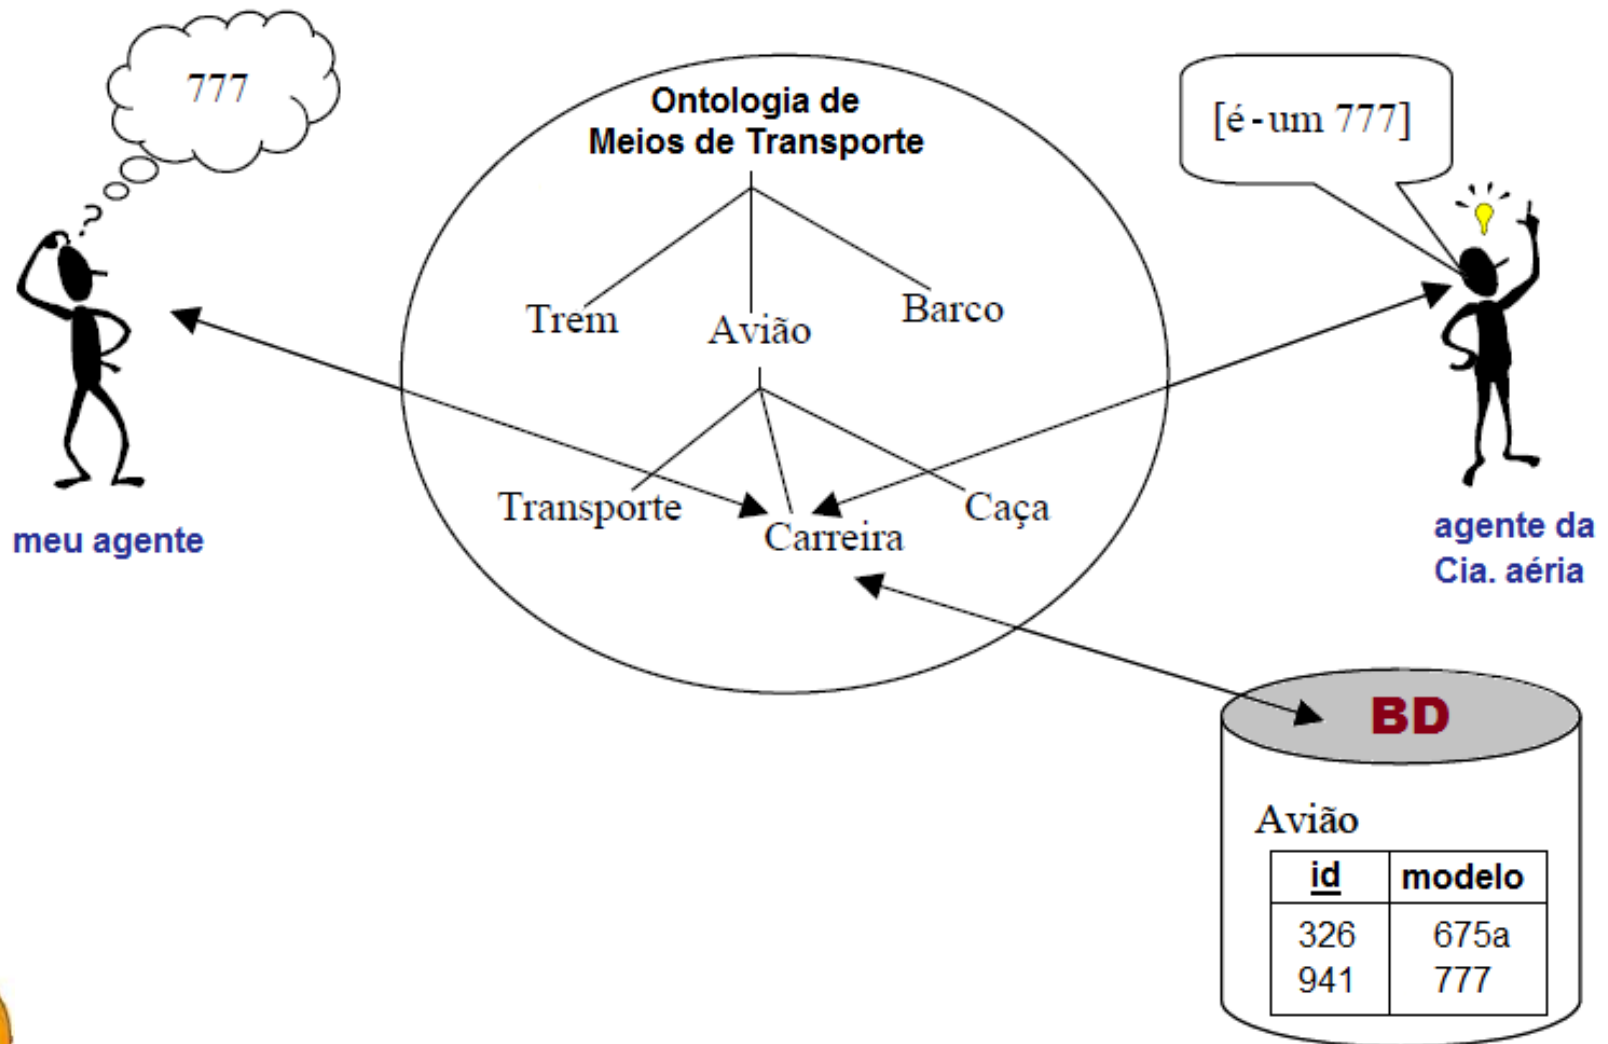 777
Ontologia de
Meios de Transporte
[é-um 777]
?
Trem
Avião
Barco
Transporte
Carreira
Caça
meu agente
agente da
Cia. aéria
BD
Avião
id modelo
326 675a
941 777